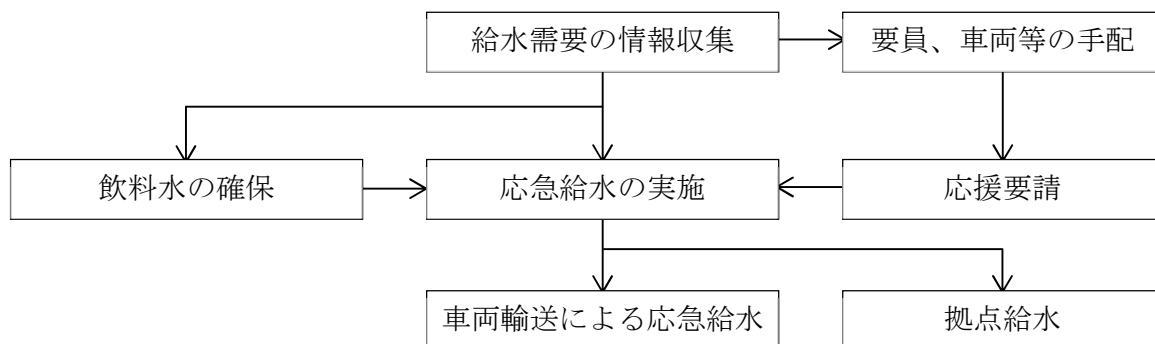 給水需要の情報収集
要員、車両等の手配
飲料水の確保
応急給水の実施
応援要請
車両輸送による応急給水
拠点給水